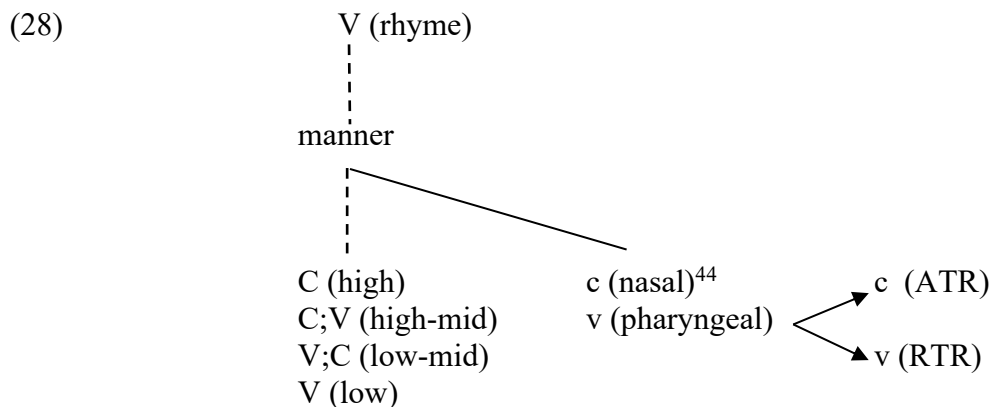 (28) V (rhyme)
manner
C (high) c (nasal)44 c (ATR)
C;V (high-mid) v (pharyngeal)
V;C (low-mid) v (RTR)
V (low)